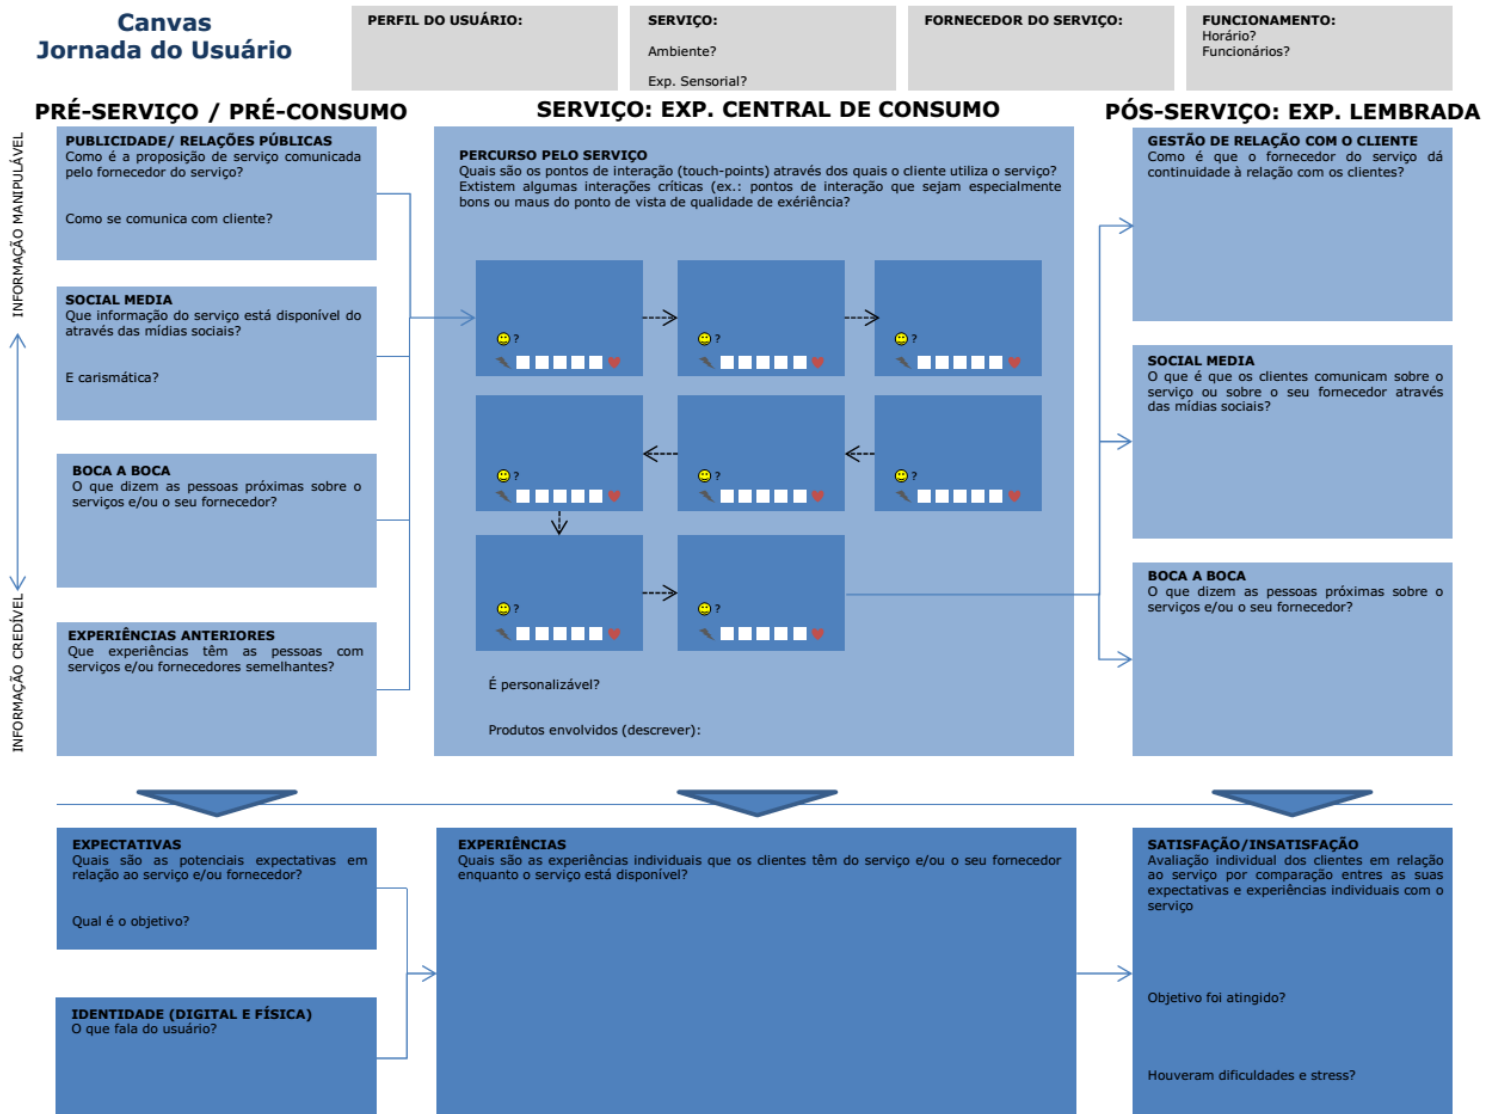 Canvas
Jornada do Usuário
PERFIL DO USUÁRIO:
SERVIÇO:
Ambiente?
Exp. Sensorial?
FORNECEDOR DO SERVIÇO:
FUNCIONAMENTO:
Horário?
Funcionários?
PRÉ-SERVIÇO / PRÉ-CONSUMO
SERVIÇO: EXP. CENTRAL DE CONSUMO
PÓS-SERVIÇO: EXP. LEMBRADA
INFORMAÇÃO MANIPULÁVEL
INFORMAÇÃO CREDÍVEL
PUBLICIDADE/ RELAÇÕES PÚBLICAS
Como é a proposição de serviço comunicada
pelo fornecedor do serviço?
Como se comunica com cliente?
SOCIAL MEDIA
Que informação do serviço está disponível do
através das mídias sociais?
E carismática?
BOCA A BOCA
O que dizem as pessoas próximas sobre o
serviços e/ou o seu fornecedor?
EXPERIÊNCIAS ANTERIORES
Que experiências têm as pessoas com
serviços e/ou fornecedores semelhantes?
PERCURSO PELO SERVIÇO
Quais são os pontos de interação (touch-points) através dos quais o cliente utiliza o serviço?
Existem algumas interações críticas (ex.: pontos de interação que sejam especialmente
bons ou maus do ponto de vista de qualidade de exériência?
?
?
?
?
?
?
?
?
É personalizável?
Produtos envolvidos (descrever):
GESTÃO DE RELAÇÃO COM O CLIENTE
Como é que o fornecedor do serviço dá
continuidade à relação com os clientes?
SOCIAL MEDIA
O que é que os clientes comunicam sobre o
serviço ou sobre o seu fornecedor através
das mídias sociais?
BOCA A BOCA
O que dizem as pessoas próximas sobre o
serviços e/ou o seu fornecedor?
EXPECTATIVAS
Quais são as potenciais expectativas em
relação ao serviço e/ou fornecedor?
Qual é o objetivo?
IDENTIDADE (DIGITAL E FÍSICA)
O que fala do usuário?
EXPERIÊNCIAS
Quais são as experiências individuais que os clientes têm do serviço e/ou o seu fornecedor
enquanto o serviço está disponível?
SATISFAÇÃO/INSATISFAÇÃO
Avaliação individual dos clientes em relação
ao serviço por comparação entres as suas
expectativas e experiências individuais com o
serviço
Objetivo foi atingido?
Houveram dificuldades e stress?